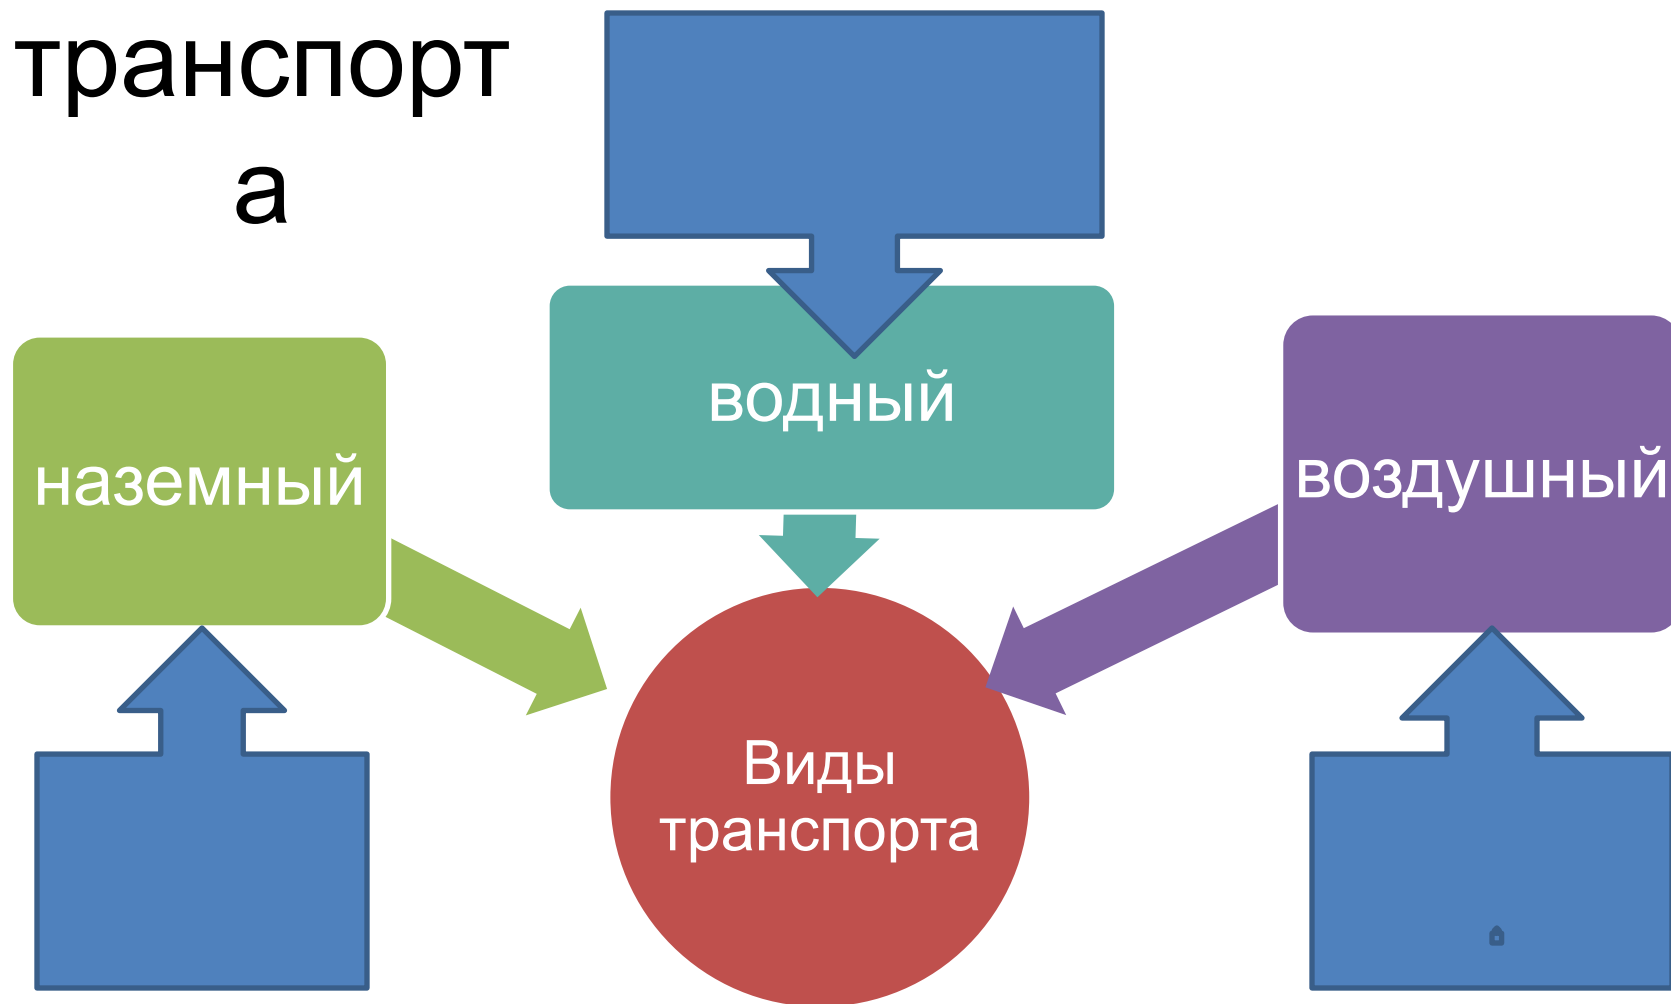 транспорт
а
водный
наземный
воздушный
Виды
транспорта